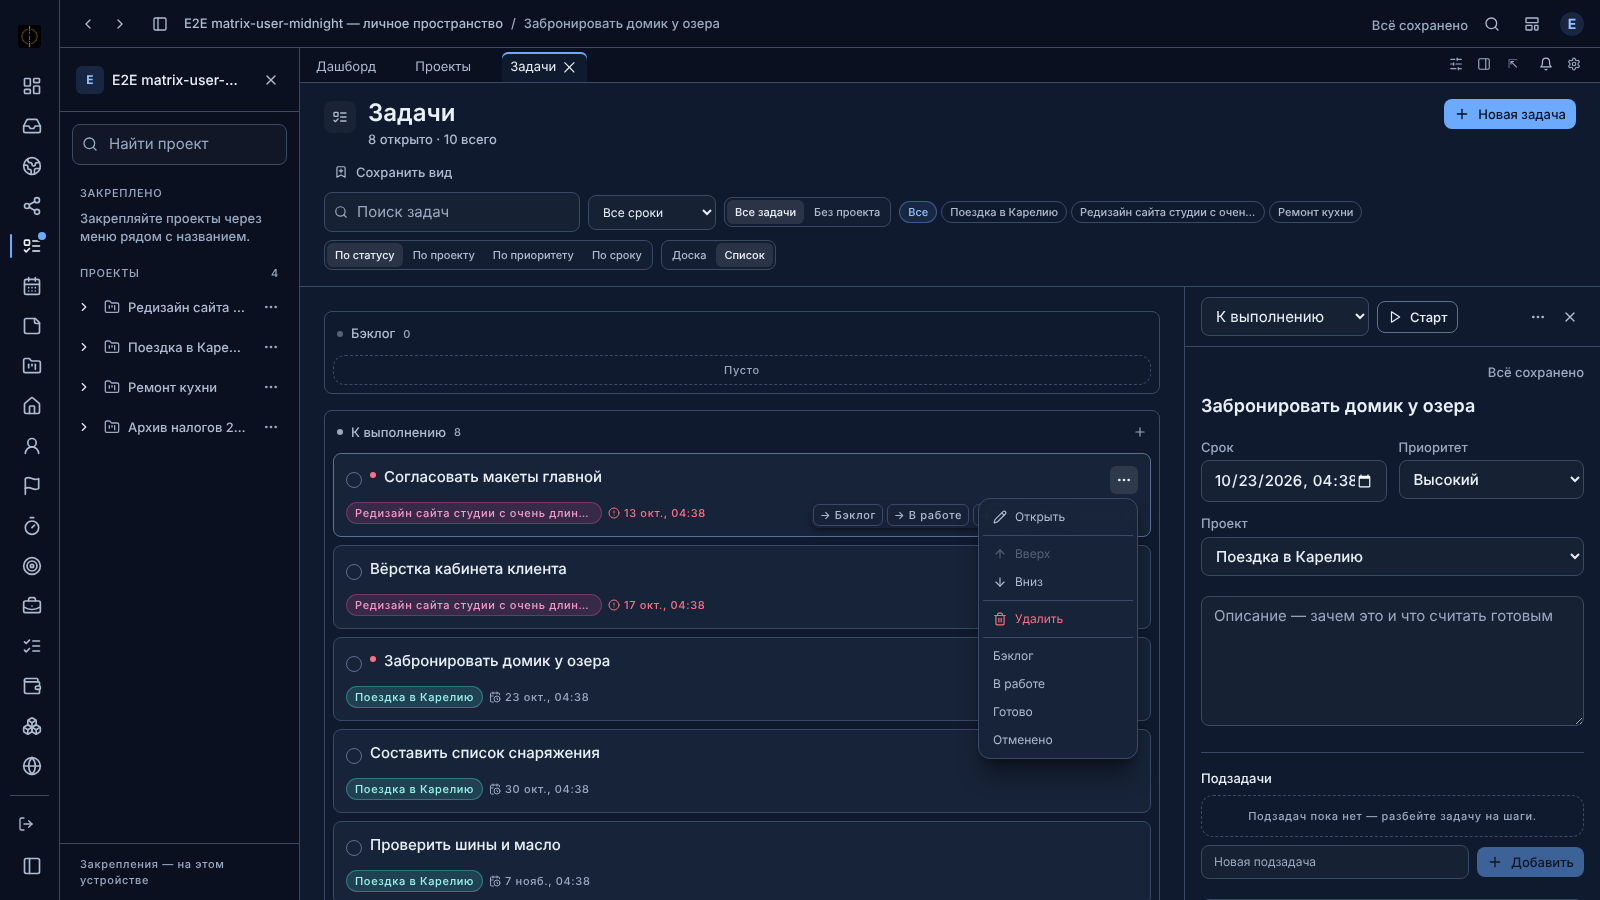 E2E matrix-user-midnight — личное пространство / Забронировать домик у озера
Всё сохранено
E
E E2E matrix-user-...
Найти проект
ЗАКРЕПЛЕНО
Закрепляйте проекты через
меню рядом с названием.
ПРОЕКТЫ 4
Редизайн сайта ...
Поездка в Каре...
Ремонт кухни
Архив налогов 2...
Закрепления — на этом
устройстве
Дашборд Проекты Задачи
Задачи
8 открыто · 10 всего
Новая задача
Сохранить вид
Поиск задач
Все сроки
Все задачи Без проекта
Все Поездка в Карелию Редизайн сайта студии с очен... Ремонт кухни
По статусу По проекту По приоритету По сроку
Доска Список
Бэклог 0
Пусто
К выполнению 8
Согласовать макеты главной
Редизайн сайта студии с очень длин... 13 окт., 04:38
→ Бэклог → В работе
Вёрстка кабинета клиента
Редизайн сайта студии с очень длин... 17 окт., 04:38
Забронировать домик у озера
Поездка в Карелию 23 окт., 04:38
Составить список снаряжения
Поездка в Карелию 30 окт., 04:38
Проверить шины и масло
Поездка в Карелию 7 нояб., 04:38
Открыть
Вверх
Вниз
Удалить
Бэклог
В работе
Готово
Отменено
К выполнению
Старт
Всё сохранено
Забронировать домик у озера
Срок Приоритет
10/23/2026, 04:38 Высокий
Проект
Поездка в Карелию
Описание — зачем это и что считать готовым
Подзадачи
Подзадач пока нет — разбейте задачу на шаги.
Новая подзадача
Добавить